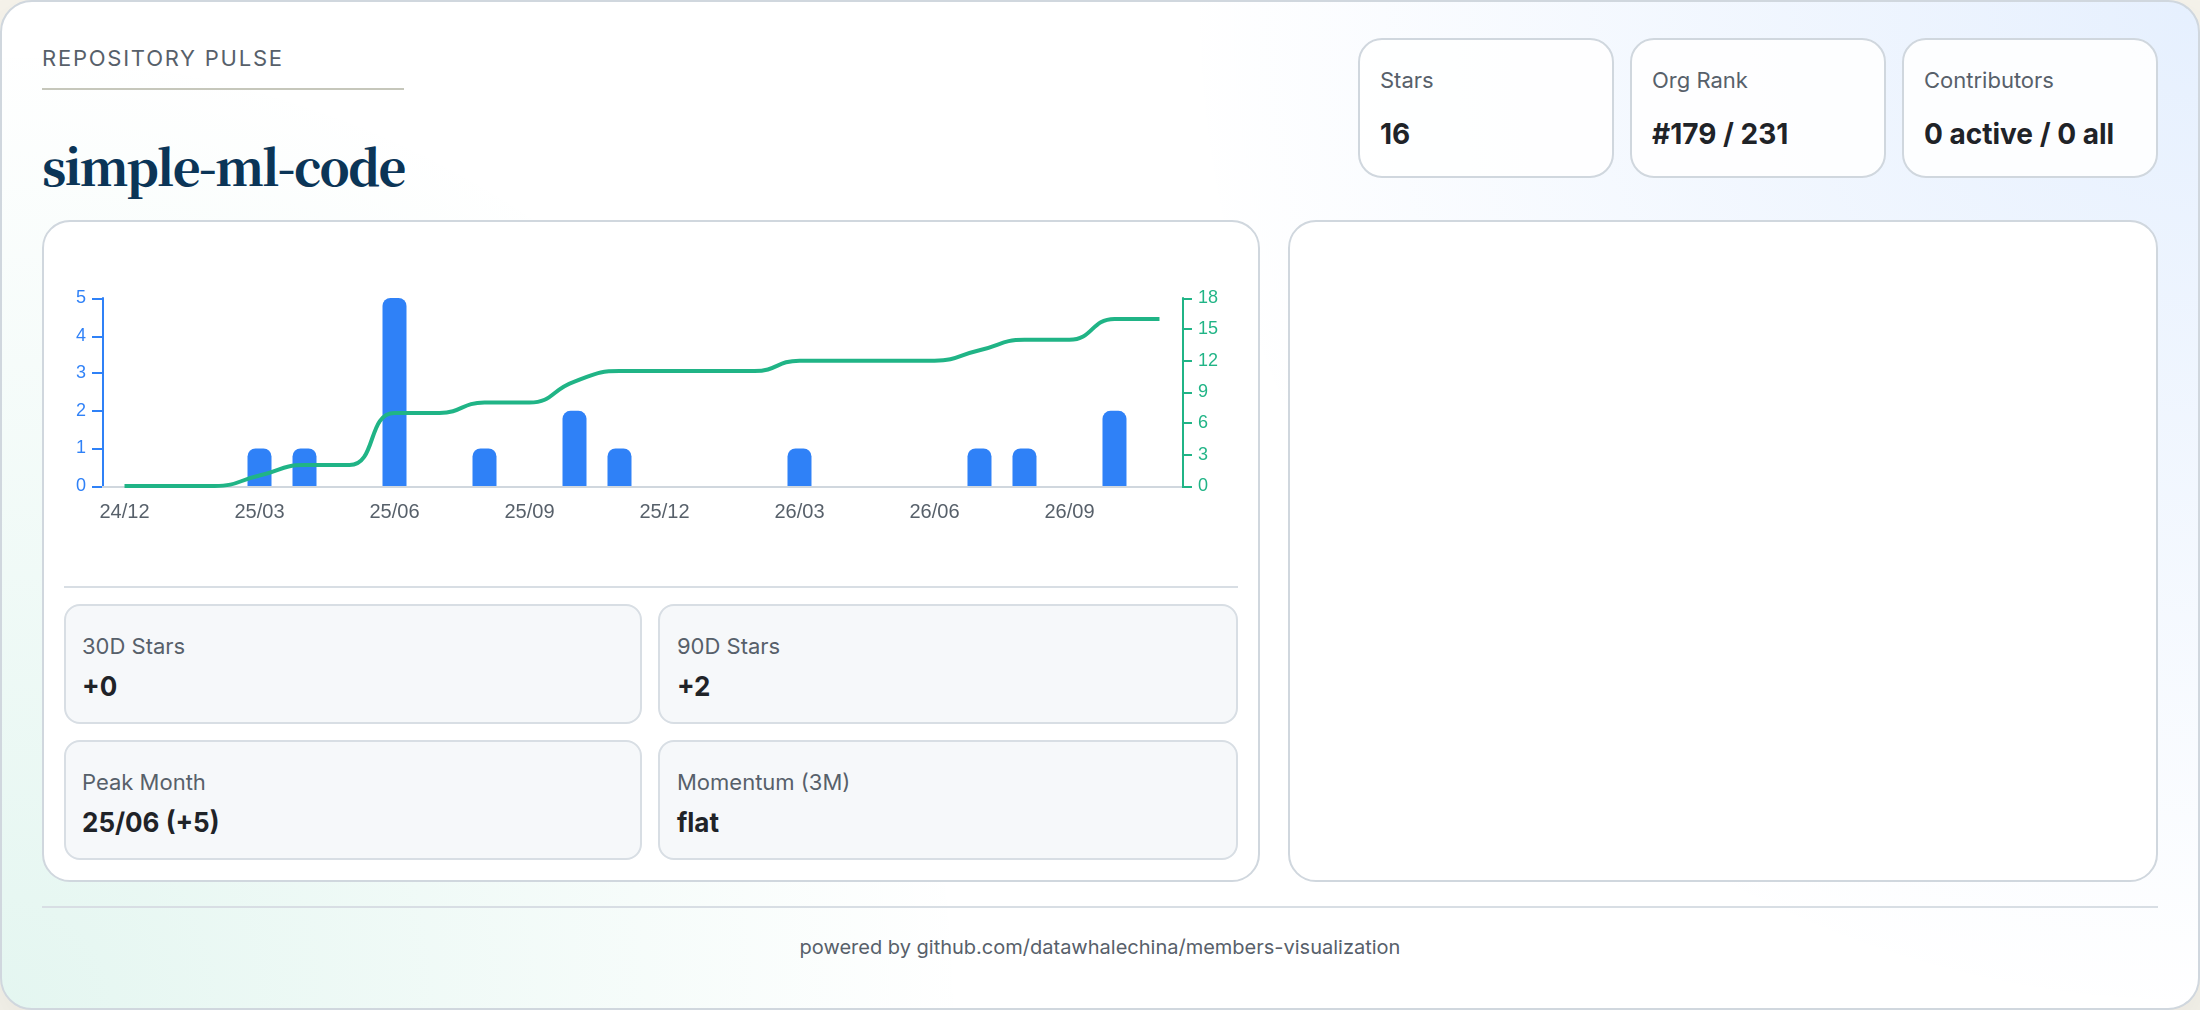 REPOSITORY PULSE
simple-ml-code
Stars
16
Org Rank
#179 / 231
Contributors
0 active / 0 all
5
4
3
2
1
0
18
15
12
9
6
3
0
24/12 25/03 25/06 25/09 25/12 26/03 26/06 26/09
30D Stars
+0
90D Stars
+2
Peak Month
25/06 (+5)
Momentum (3M)
flat
powered by github.com/datawhalechina/members-visualization